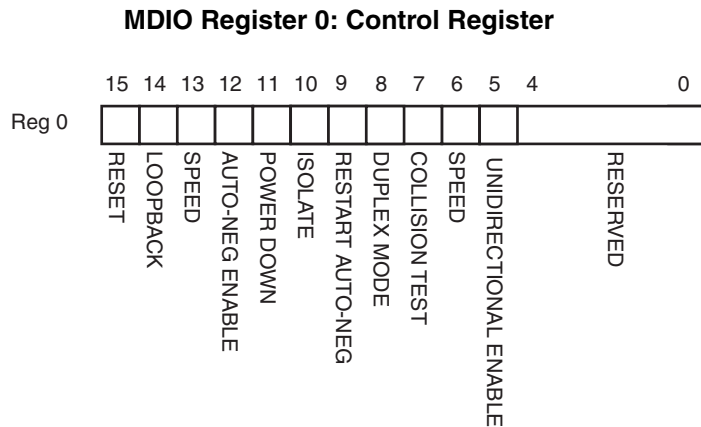 MDIO Register 0: Control Register
15 14 13 12 11 10 9 8 7 6 5 4 0
Reg 0
RESET
LOOPBACK
SPEED
AUTO-NEG ENABLE
POWER DOWN
ISOLATE
RESTART AUTO-NEG
DUPLEX MODE
COLLISION TEST
SPEED
UNIDIRECTIONAL ENABLE
RESERVED